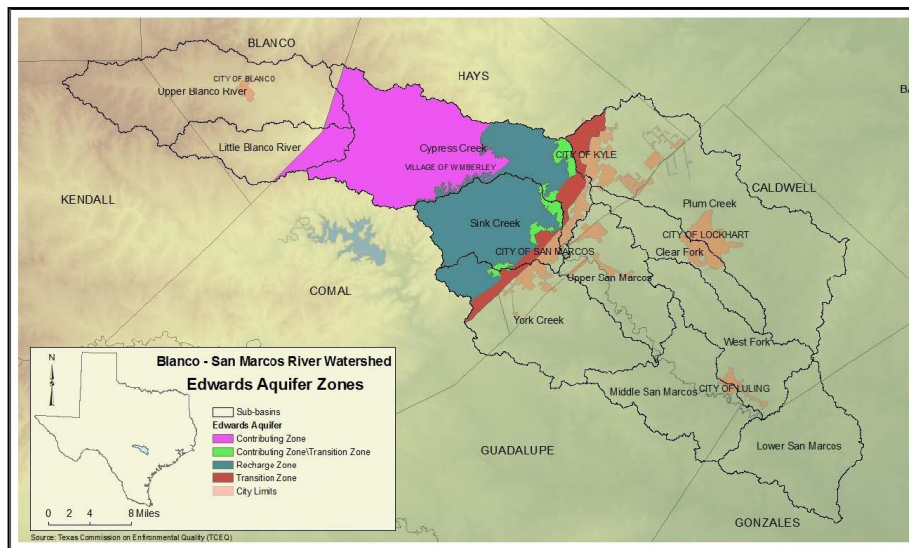 BLANCO
HAYS
CITY OF BLANCO
Upper Blanco River
Little Blanco River
Cypress Creek
CITY OF KYLE
VILLAGE OF WIMBERLEY
KENDALL
CALDWELL
Plum Creek
Sink Creek
CITY OF LOCKHART
CITY OF SAN MARCOS
Clear Fork
Upper San Marcos
COMAL
York Creek
West Fork
Middle San Marcos
CITY OF LULING
Lower San Marcos
GUADALUPE
GONZALES
BA
Blanco - San Marcos River Watershed
Edwards Aquifer Zones
N
S
Sub-basins
Edwards Aquifer
Contributing Zone
Contributing Zone\Transition Zone
Recharge Zone
Transition Zone
City Limits
0 2 4 8 Miles
Source: Texas Commission on Enfironmental Quality (TCEQ)